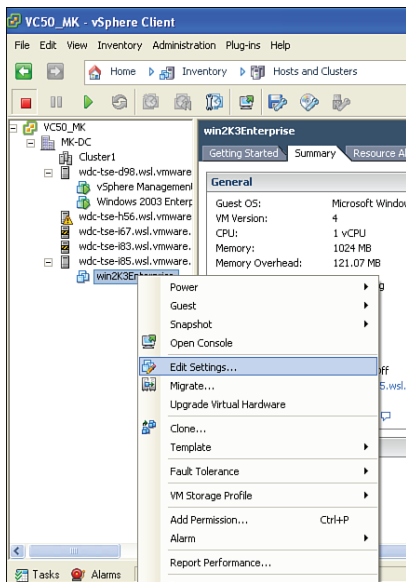 VC50_MK - vSphere Client
File Edit View Inventory Administration Plug-ins Help
Home Inventory Hosts and Clusters
VC50_MK
MK-DC
Cluster1
wdc-tse-d98.wsl.vmware
vSphere Management
Windows 2003 Enterp
wdc-tse-h56.wsl.vmware.
wdc-tse-i67.wsl.vmware.
wdc-tse-i83.wsl.vmware.
wdc-tse-i85.wsl.vmware.
win2K3Enterprise
win2K3Enterprise
Getting Started Summary Resource Al
General
Guest OS: Microsoft Window
VM Version: 4
CPU: 1 vCPU
Memory: 1024 MB
Memory Overhead: 121.07 MB
Power
Guest
Snapshot
Open Console
Edit Settings...
Migrate...
Upgrade Virtual Hardware
Clone...
Template
Fault Tolerance
VM Storage Profile
Add Permission... Ctrl+P
Alarm
Report Performance...
5.wsl.
Tasks Alarms